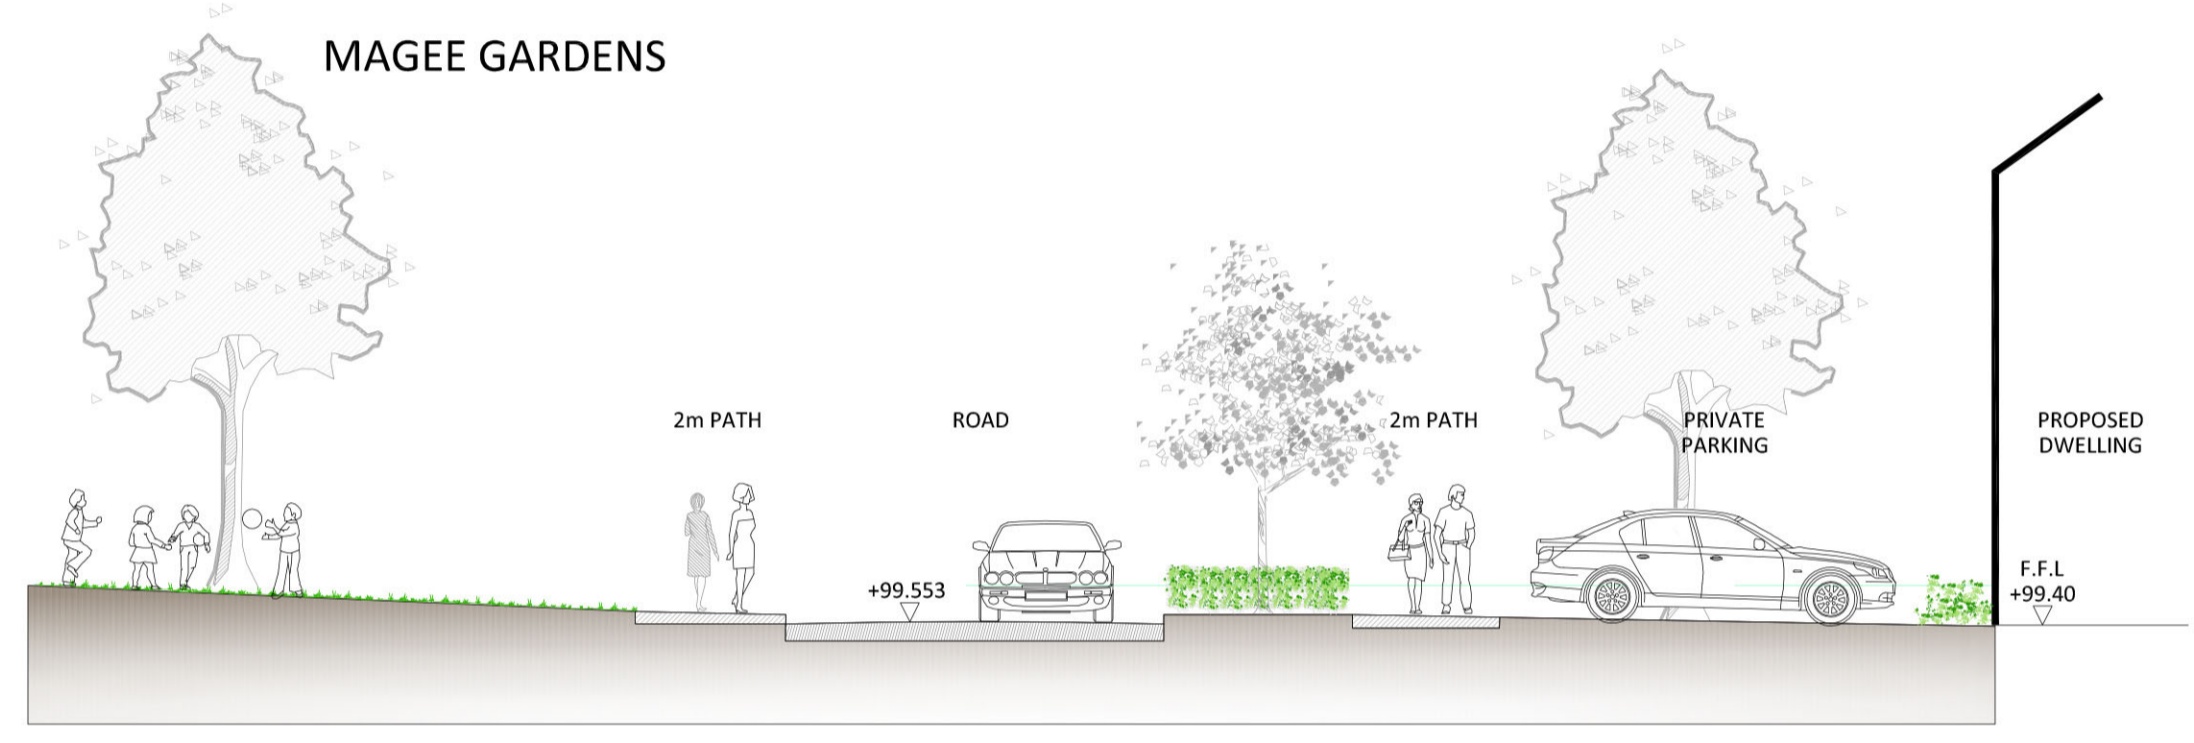 MAGEE GARDENS
2m PATH
ROAD
2m PATH
PRIVATE
PARKING
PROPOSED
DWELLING
+99.553
F.F.L
+99.40